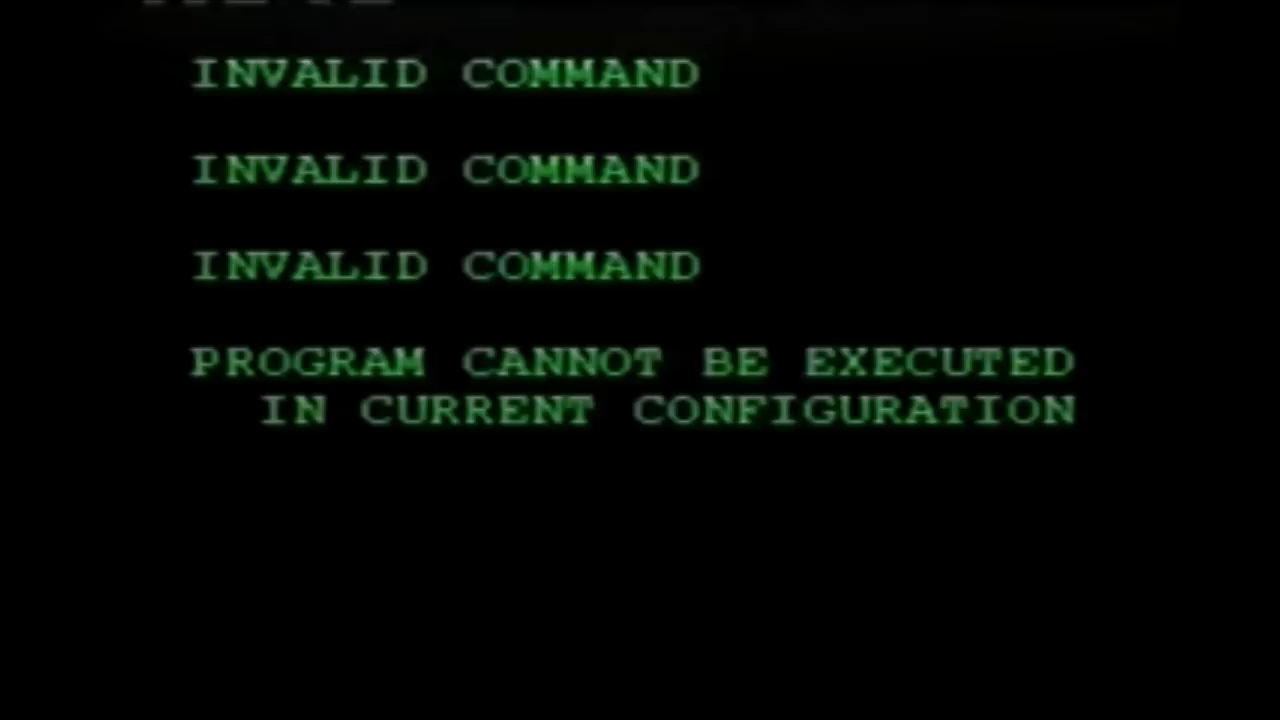 INVALID COMMAND
INVALID COMMAND
INVALID COMMAND
PROGRAM CANNOT BE EXECUTED
IN CURRENT CONFIGURATION